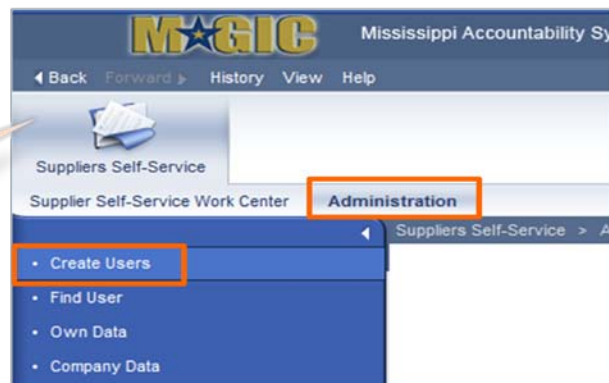 MAGIC
Mississippi Accountability Sy
Back Forward History View Help
Suppliers Self-Service
Supplier Self-Service Work Center Administration
Suppliers Self-Service > A
• Create Users
• Find User
• Own Data
• Company Data